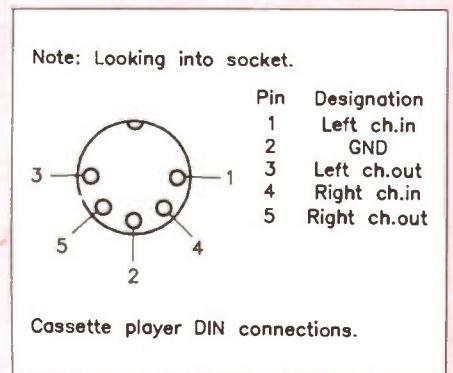 Note: Looking into socket.
Pin Designation
1 Left ch.in
2 GND
3 Left ch.out
4 Right ch.in
5 Right ch.out
3 1
5 4
2
Cassette player DIN connections.